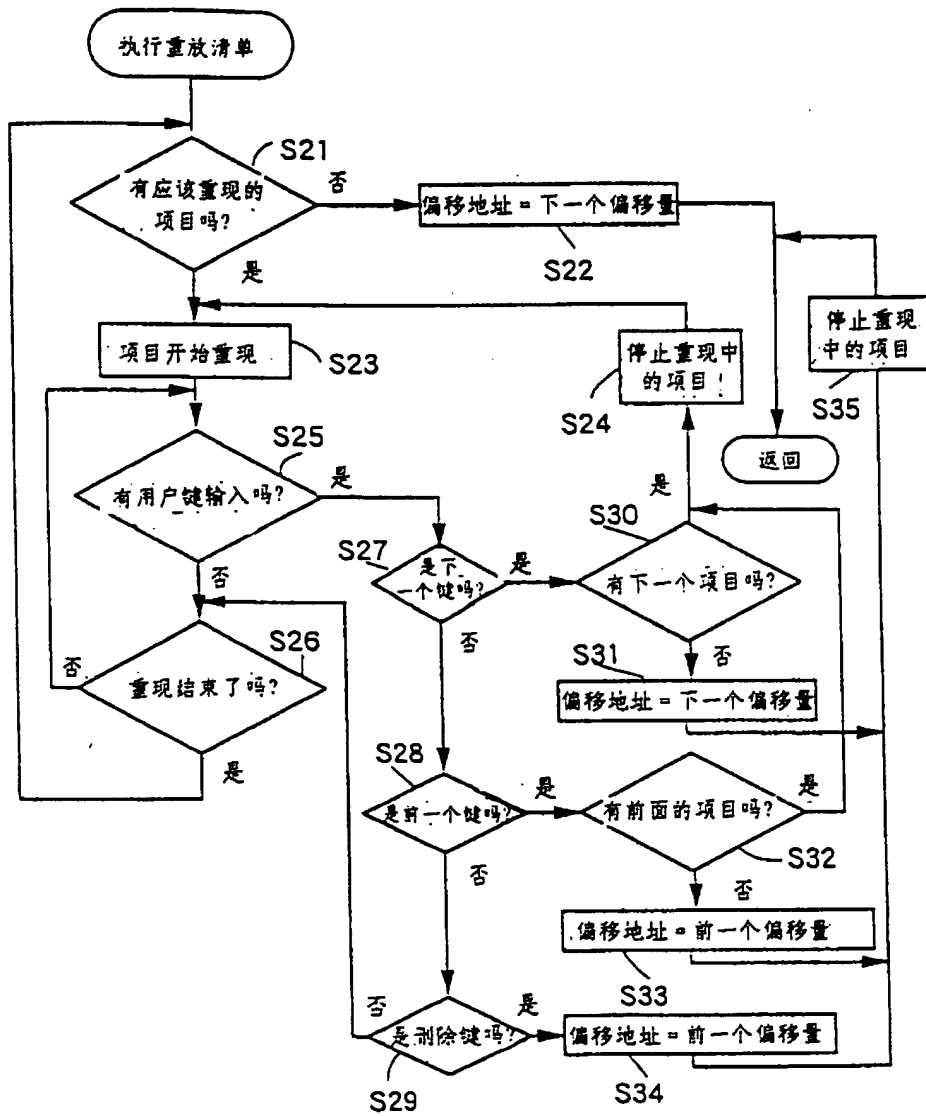 执行重放清单
S21
有应该重现的
项目吗?
否
偏移地址=下一个偏移量
S22
是
项目开始重现
S23
停止重现中
的项目!
S24
停止重现
中的项目
S35
返回
S25
有用户键输入吗?
是
否
S27
是下
一个键吗?
是
否
S30
有下一个项目吗?
是
否
S31
偏移地址=下一个偏移量
S26
重现结束了吗?
否
是
S28
是前一个键吗?
是
否
有前面的项目吗?
是
S32
否
偏移地址=前一个偏移量
S33
否
是删除键吗?
是
S29
偏移地址=前一个偏移量
S34